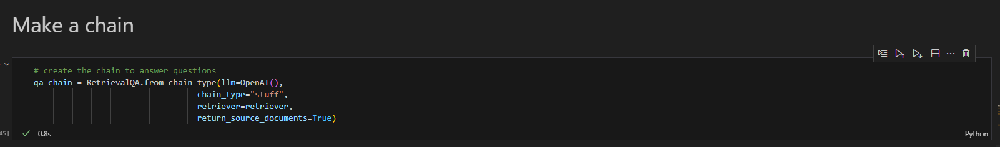 Make a chain
# create the chain to answer questions
qa_chain = RetrievalQA.from_chain_type(llm=OpenAI(),
chain_type="stuff",
retriever=retriever,
return_source_documents=True)
45]
0.8s
Python